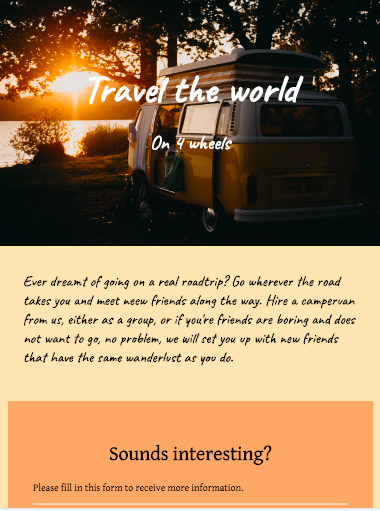 Travel the world
On 4 wheels
Ever dreamt of going on a real roadtrip? Go wherever the road
takes you and meet neew friends along the way. Hire a campervan
from us, either as a group, or if you're friends are boring and does
not want to go, no problem, we will set you up with new friends
that have the same wanderlust as you do.
Sounds interesting?
Please fill in this form to receive more information.